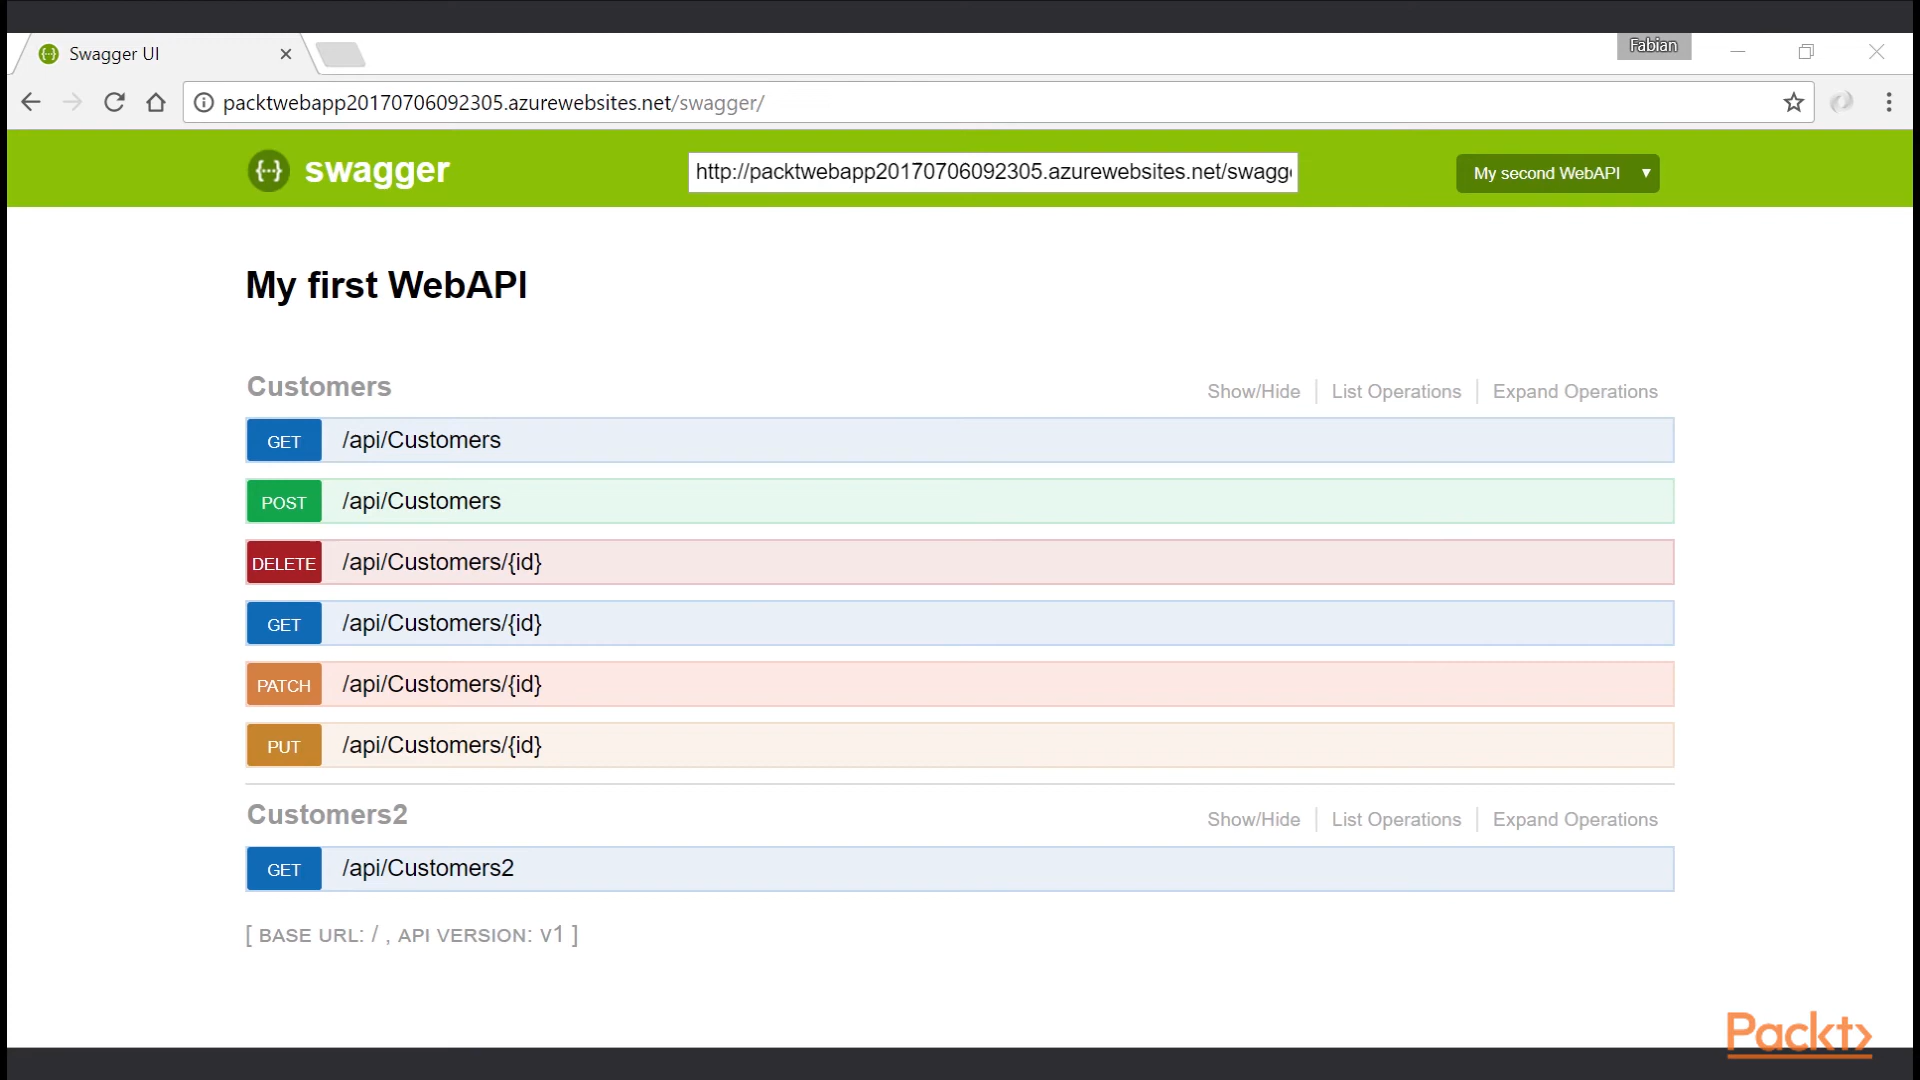 Swagger UI
Fabian
packtwebapp20170706092305.azurewebsites.net/swagger/
{···} swagger
http://packtwebapp20170706092305.azurewebsites.net/swagge
My second WebAPI
My first WebAPI
Customers
Show/Hide | List Operations | Expand Operations
GET /api/Customers
POST /api/Customers
DELETE /api/Customers/{id}
GET /api/Customers/{id}
PATCH /api/Customers/{id}
PUT /api/Customers/{id}
Customers2
Show/Hide | List Operations | Expand Operations
GET /api/Customers2
[ BASE URL: / , API VERSION: V1 ]
Packt>